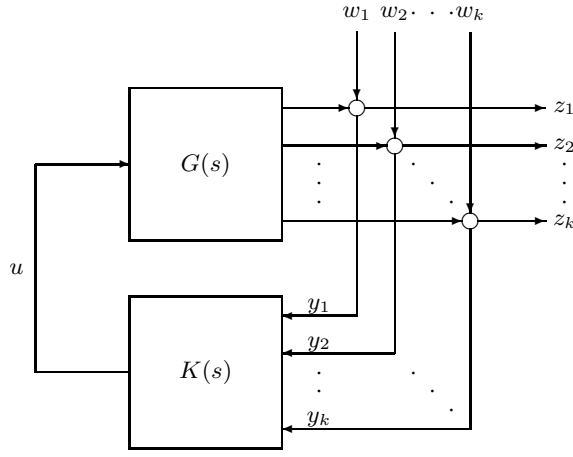 w₁ w₂ · · · wₖ
z₁
z₂
G(s)
zₖ
u
y₁
y₂
K(s)
yₖ